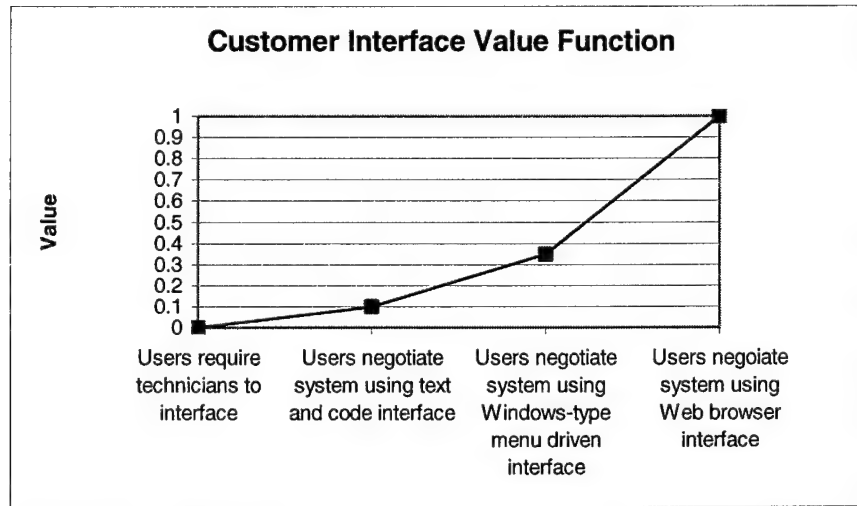 Customer Interface Value Function
Value
1
0.9
0.8
0.7
0.6
0.5
0.4
0.3
0.2
0.1
0
Users require
technicians to
interface
Users negotiate
system using text
and code interface
Users negotiate
system using
Windows-type
menu driven
interface
Users negoiate
system using
Web browser
interface